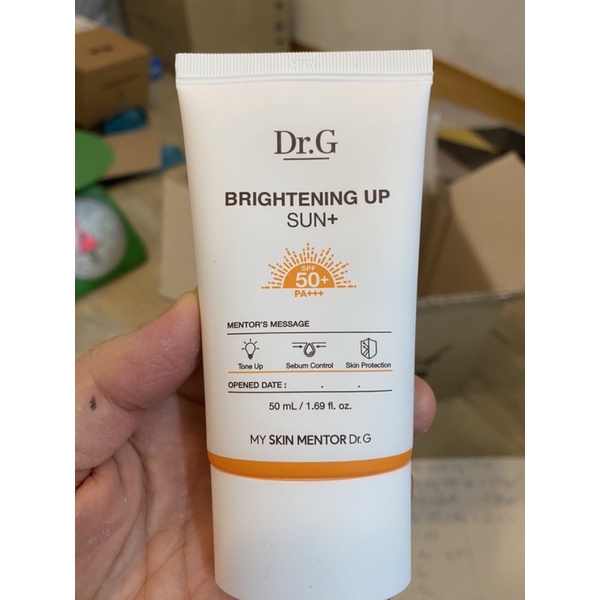 Dr.G
BRIGHTENING UP
SUN+
SPF
50+
PA+++
MENTOR'S MESSAGE
Tone Up Sebum Control Skin Protection
OPENED DATE : . .
50 mL / 1.69 fl. oz.
MY SKIN MENTOR Dr.G